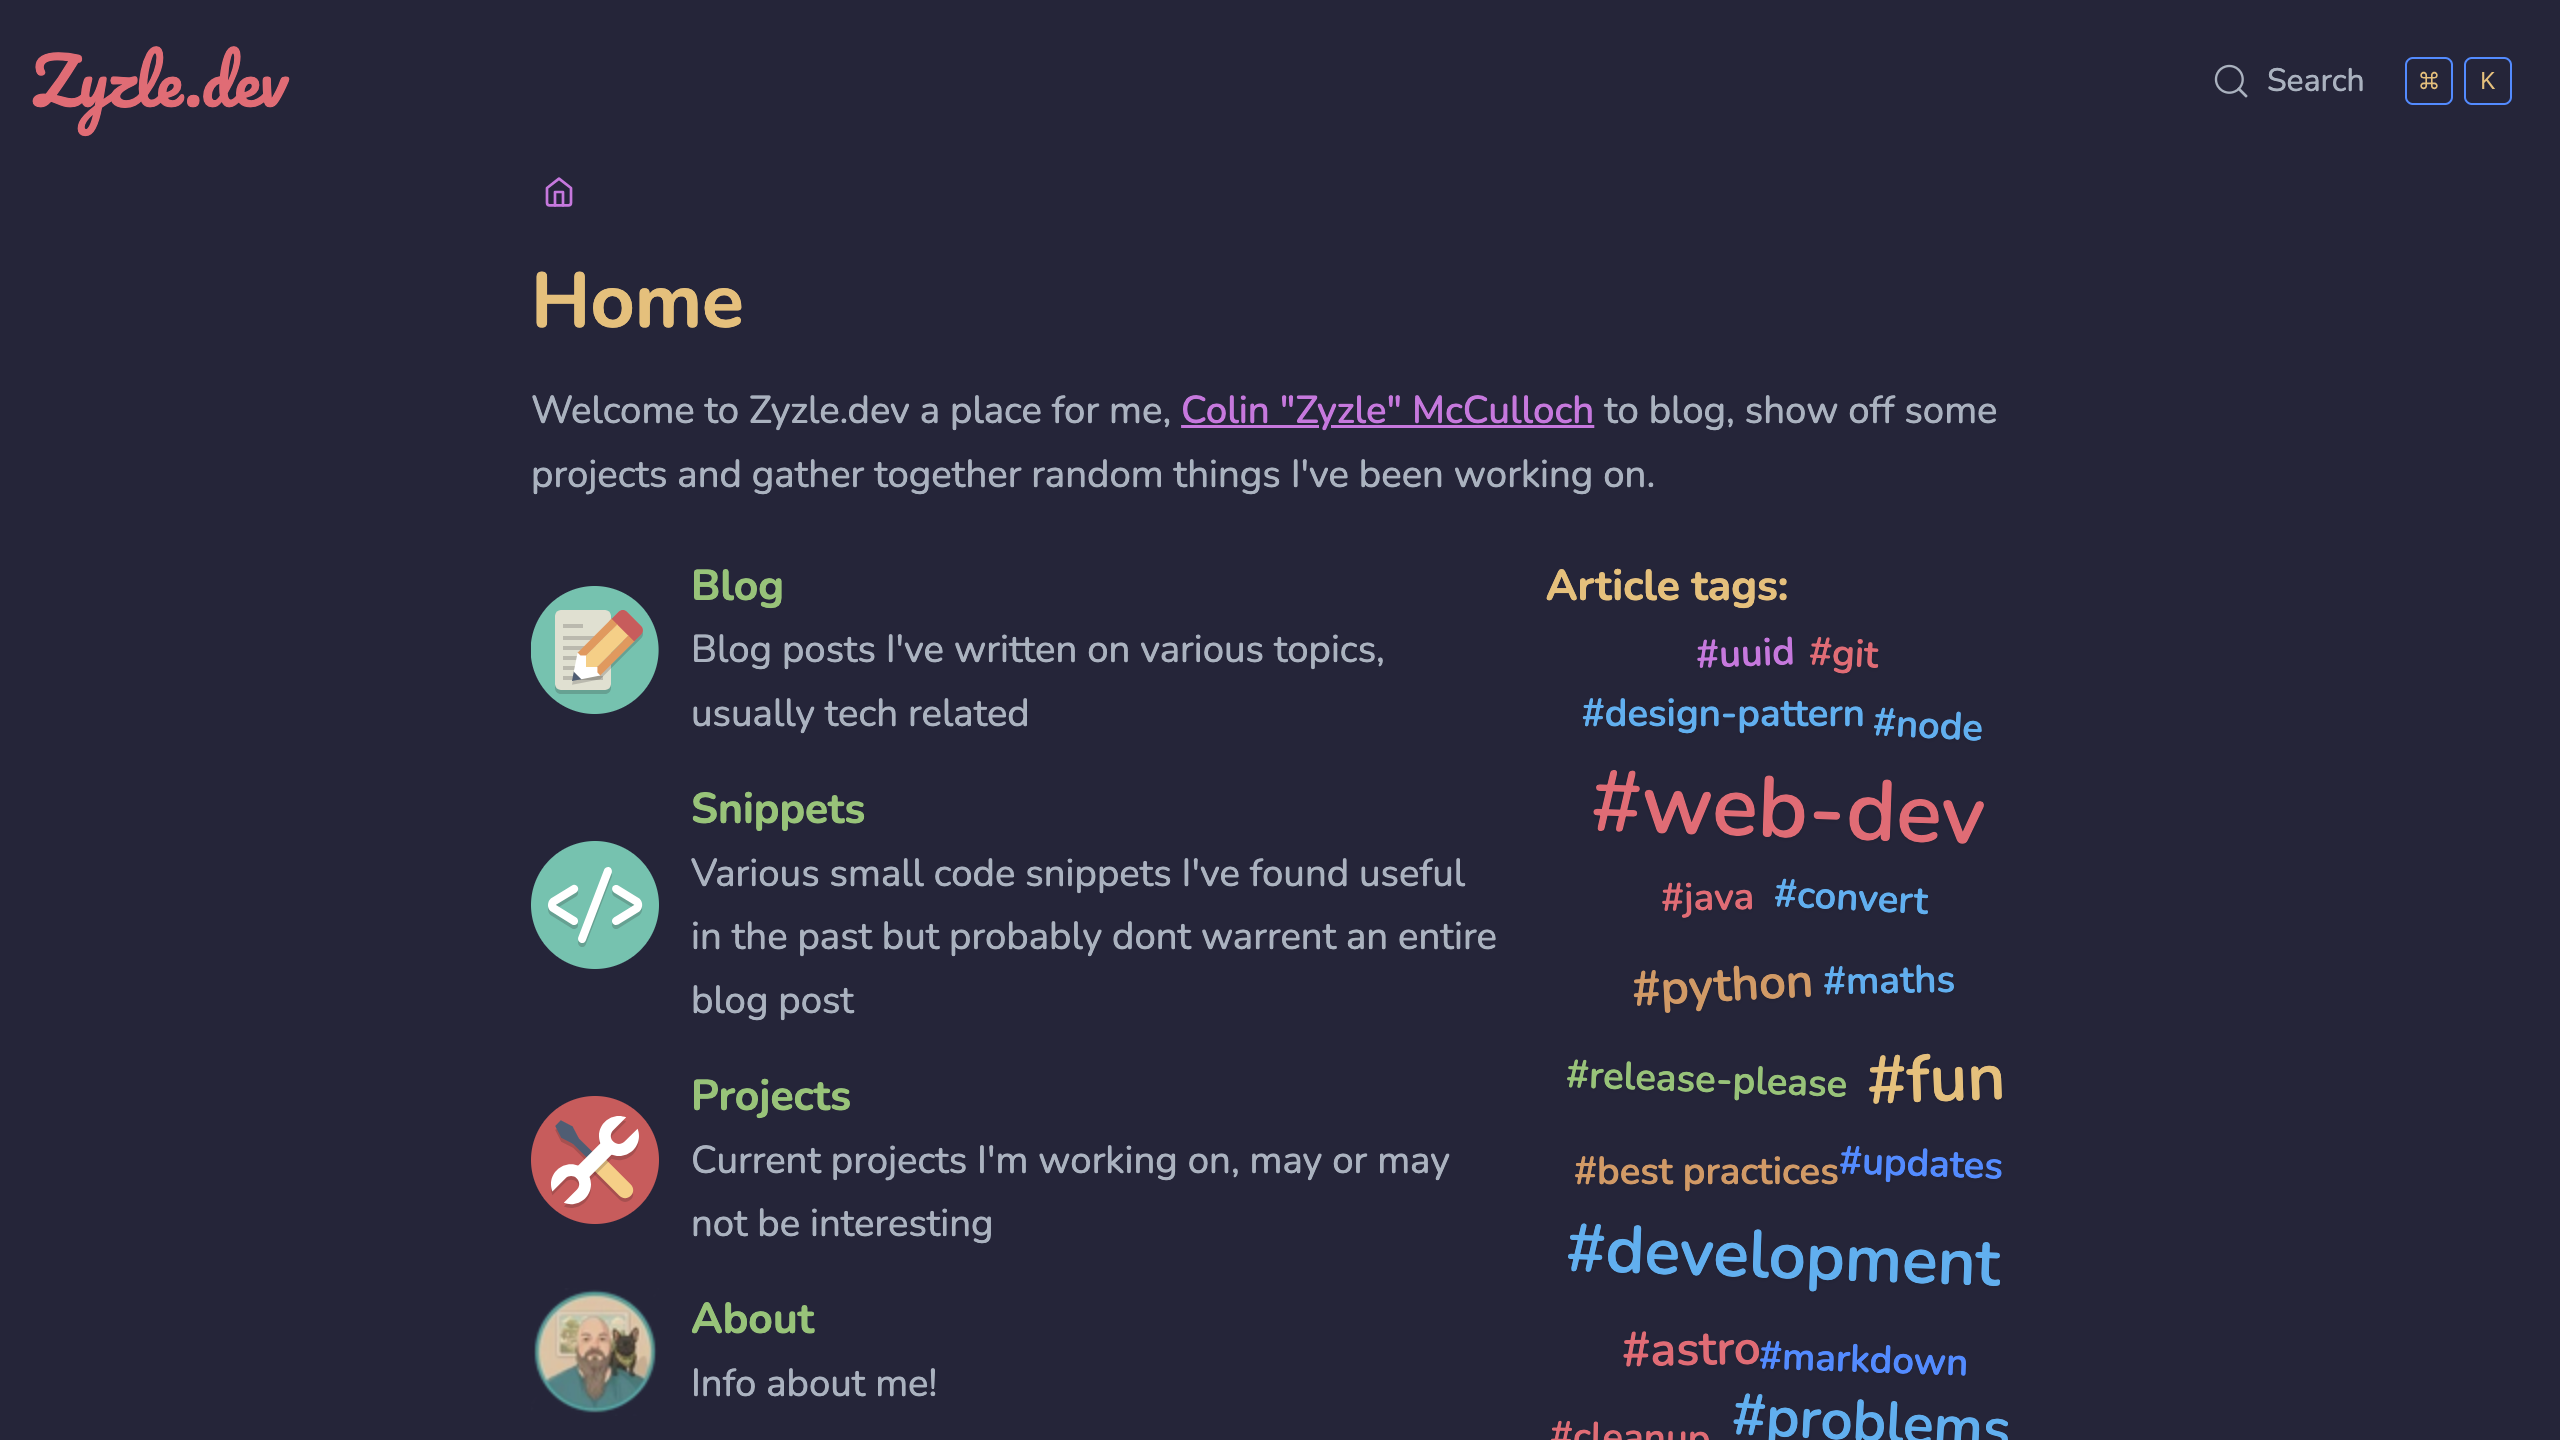 Zyzle.dev
Search ⌘ K
Home
Welcome to Zyzle.dev a place for me, Colin "Zyzle" McCulloch to blog, show off some
projects and gather together random things I've been working on.
Blog
Blog posts I've written on various topics,
usually tech related
Snippets
Various small code snippets I've found useful
in the past but probably dont warrent an entire
blog post
Projects
Current projects I'm working on, may or may
not be interesting
About
Info about me!
Article tags:
#uuid #git
#design-pattern #node
#web-dev
#java #convert
#python #maths
#release-please #fun
#best practices #updates
#development
#astro #markdown
#cleanup #problems